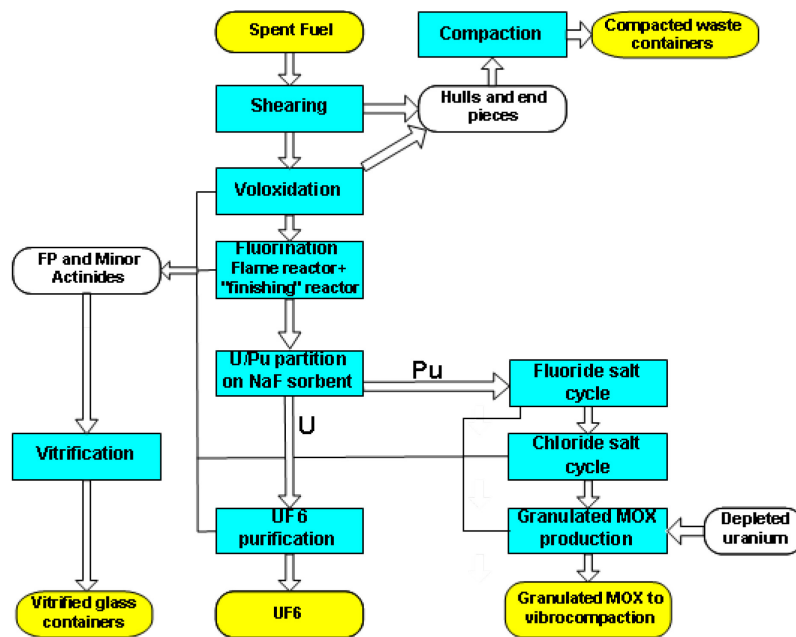 Spent Fuel
Compaction
Compacted waste
containers
Shearing
Hulls and end
pieces
Voloxidation
FP and Minor
Actinides
Fluorination
Flame reactor+
"finishing" reactor
U/Pu partition
on NaF sorbent
Pu
Fluoride salt
cycle
U
Vitrification
Chloride salt
cycle
UF6
purification
Granulated MOX
production
Depleted
uranium
Vitrified glass
containers
UF6
Granulated MOX to
vibrocompaction